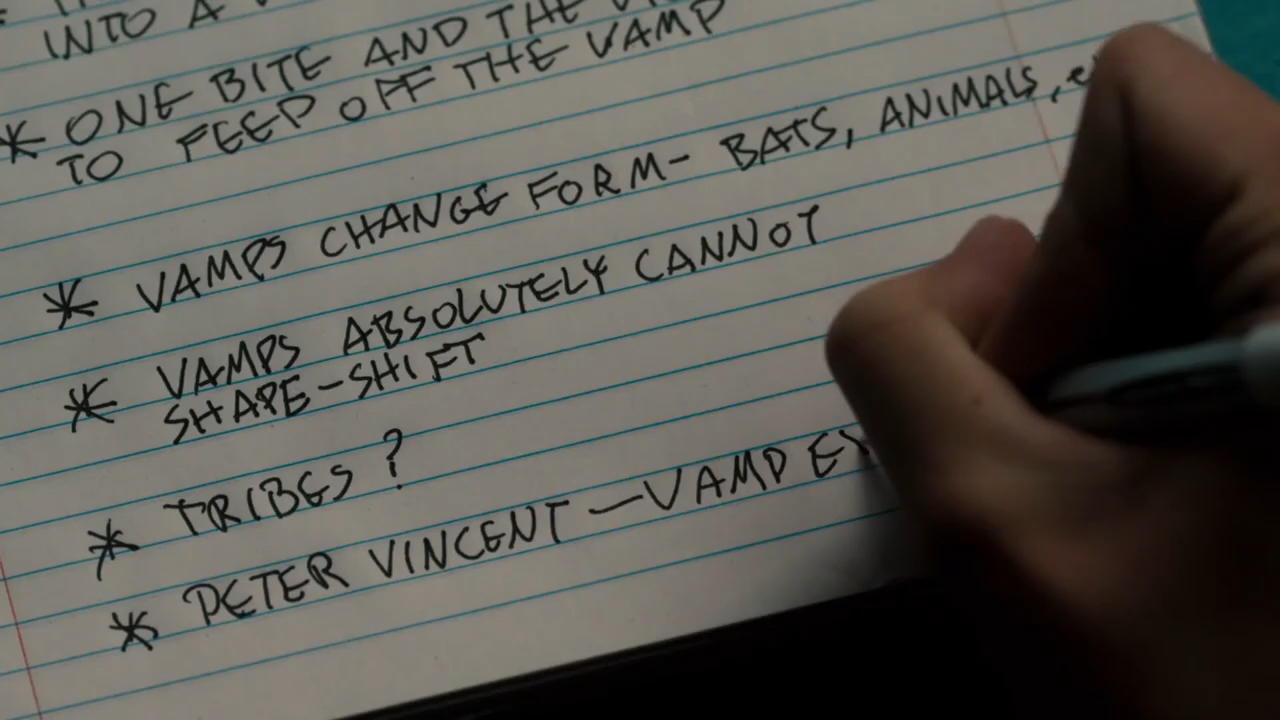 INTO A
* ONE BITE AND THE
TO FEEP OFF THE VAMP
* VAMPS CHANGE FORM- BATS, ANIMALS,
* VAMPS ABSOLUTELY CANNOT
SHAPE-SHIFT
* TRIBES ?
* PETER VINCENT -VAMP